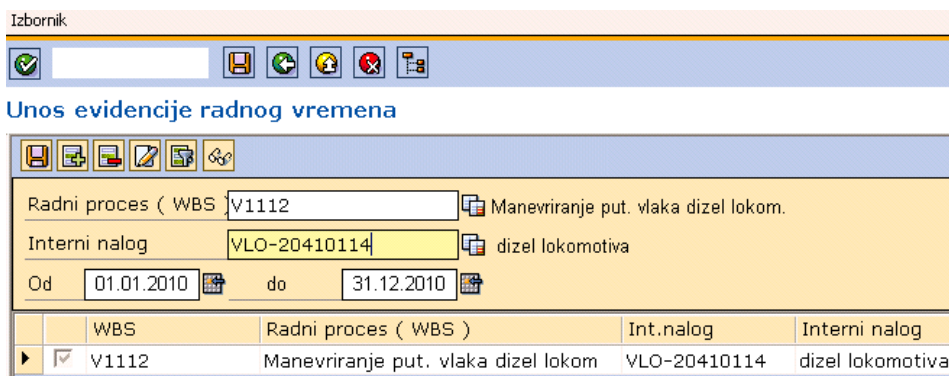 Izbornik
Unos evidencije radnog vremena
Radni proces ( WBS ) V1112 Manevriranje put. vlaka dizel lokom.
Interni nalog VLO-20410114 dizel lokomotiva
Od 01.01.2010 do 31.12.2010
WBS Radni proces ( WBS ) Int.nalog Interni nalog
V1112 Manevriranje put. vlaka dizel lokom VLO-20410114 dizel lokomotiva